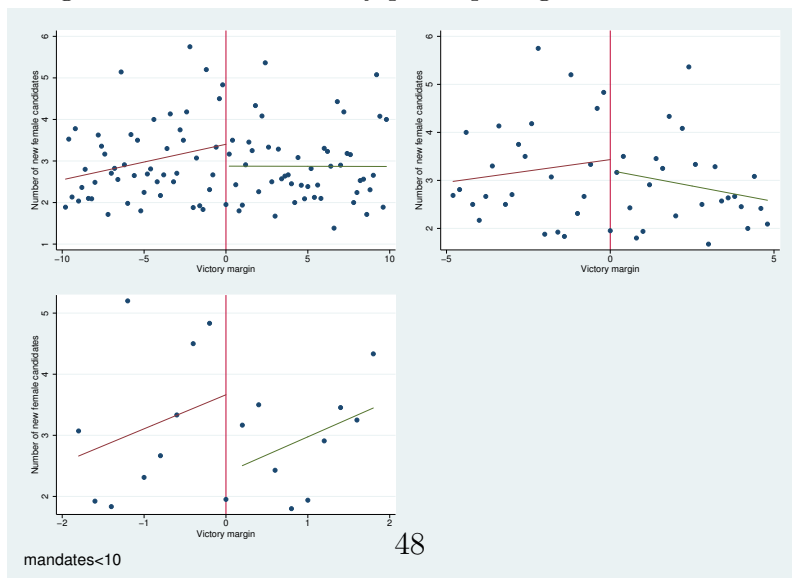 Number of new female candidates
1 2 3 4 5 6
-10 -5 0 5 10
Victory margin
Number of new female candidates
2 3 4 5 6
-5 0 5
Victory margin
Number of new female candidates
2 3 4 5
-2 -1 0 1 2
Victory margin
mandates<10
48